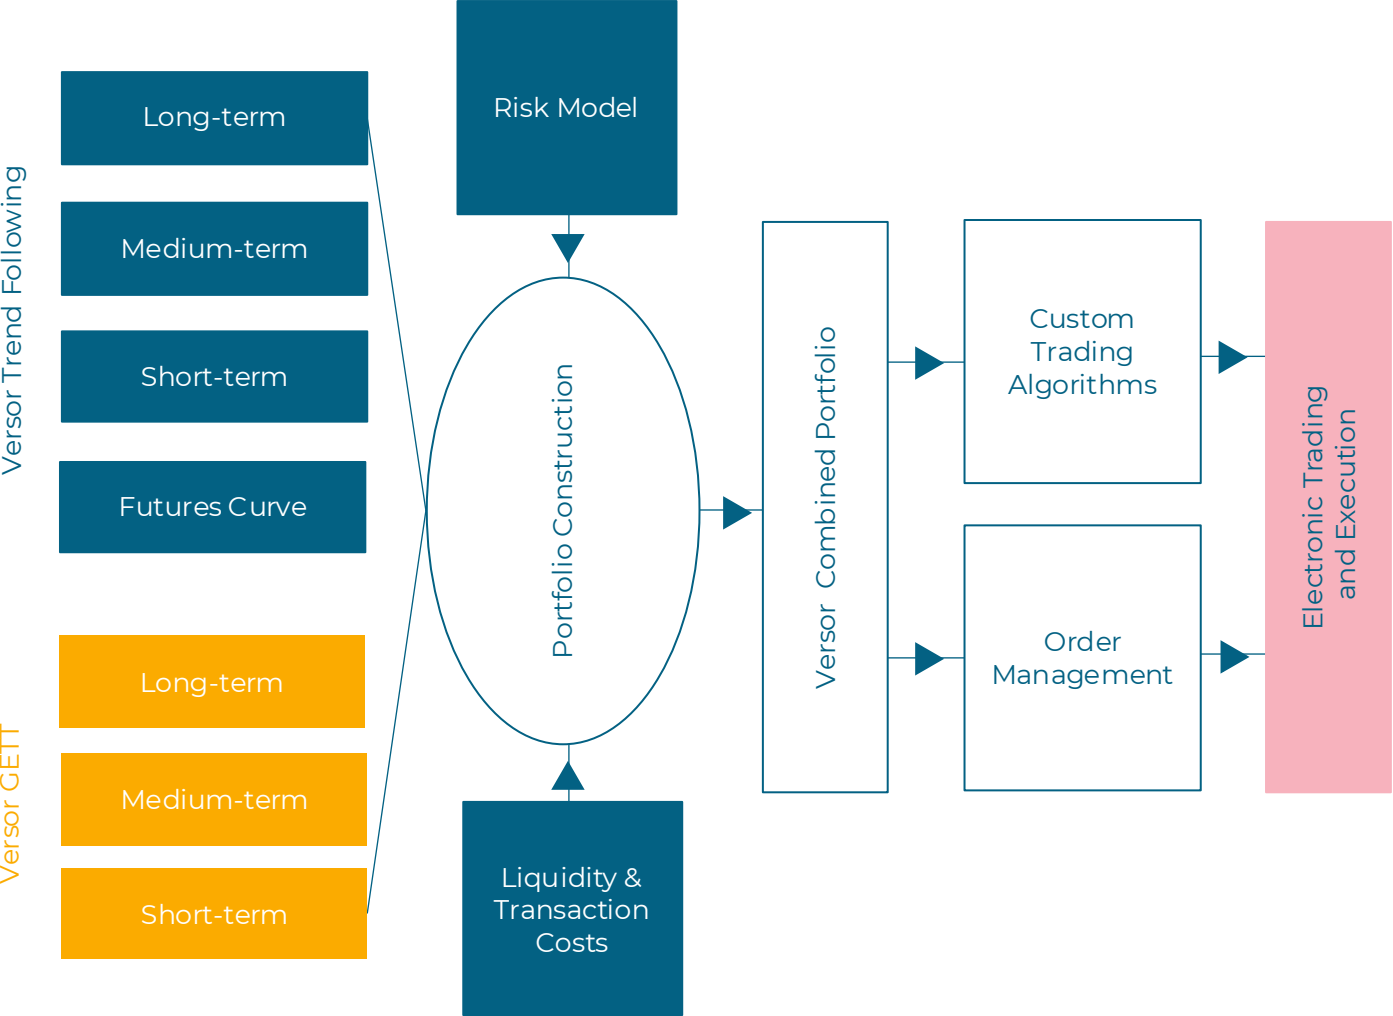 Versor Trend Following
Long-term
Medium-term
Short-term
Futures Curve
Versor GETT
Long-term
Medium-term
Short-term
Risk Model
Portfolio Construction
Liquidity &
Transaction
Costs
Versor Combined Portfolio
Custom
Trading
Algorithms
Order
Management
Electronic Trading
and Execution